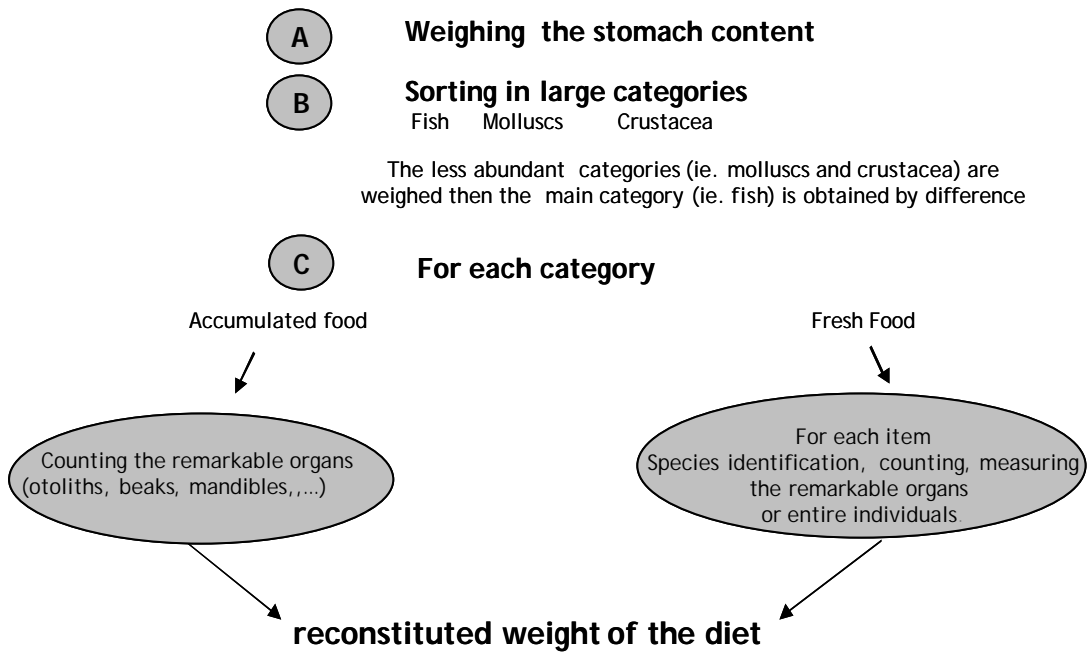 A Weighing the stomach content
B Sorting in large categories
Fish Molluscs Crustacea
The less abundant categories (ie. molluscs and crustacea) are
weighed then the main category (ie. fish) is obtained by difference
C For each category
Accumulated food
Fresh Food
Counting the remarkable organs
(otoliths, beaks, mandibles,,...)
For each item
Species identification, counting, measuring
the remarkable organs
or entire individuals.
reconstituted weight of the diet